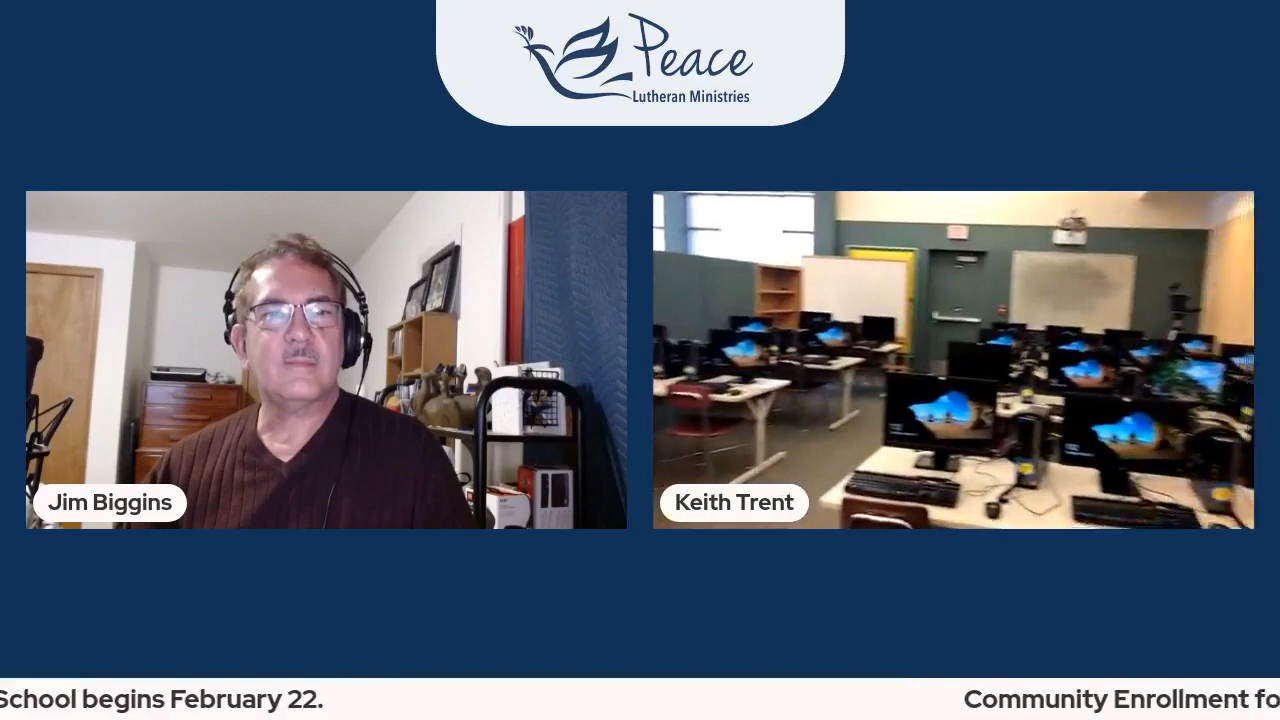 Peace
Lutheran Ministries
Jim Biggins
Keith Trent
School begins February 22.
Community Enrollment fo